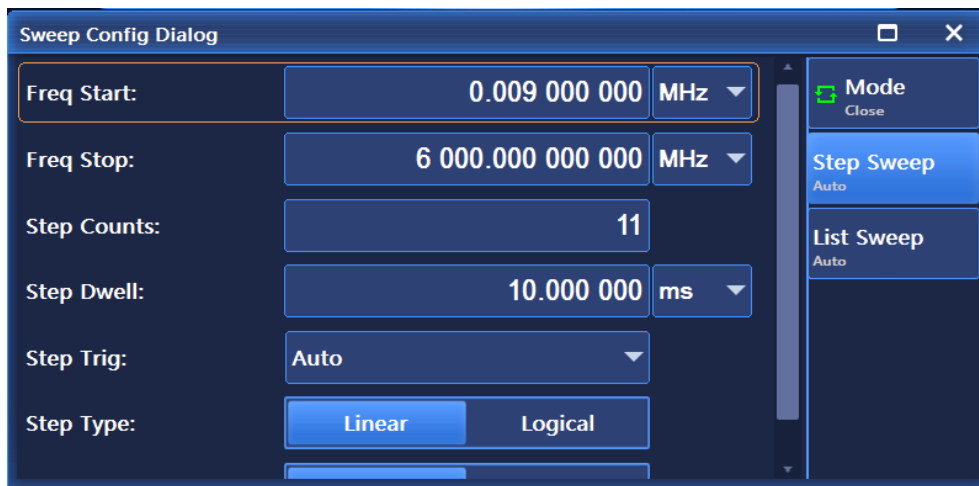 Sweep Config Dialog
Freq Start: 0.009 000 000 MHz
Freq Stop: 6 000.000 000 000 MHz
Step Counts: 11
Step Dwell: 10.000 000 ms
Step Trig: Auto
Step Type: Linear Logical
Mode
Close
Step Sweep
Auto
List Sweep
Auto